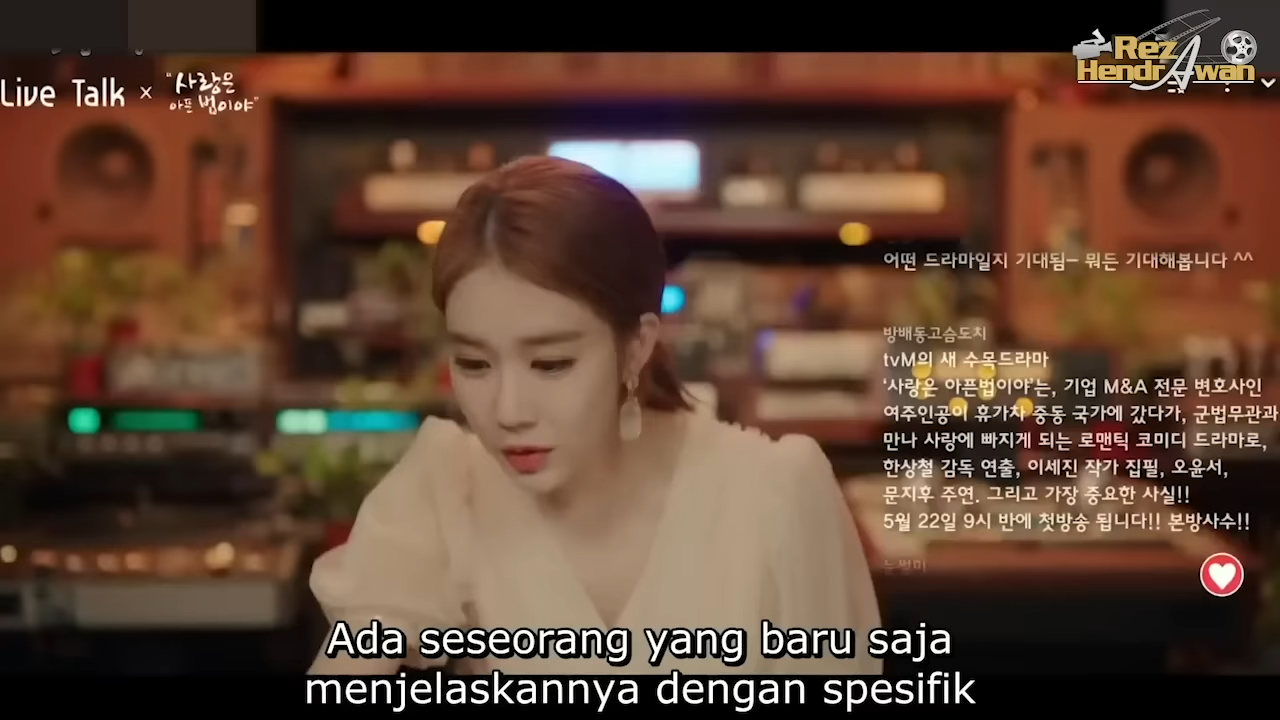 Live Talk × "사랑은
아픈 법이야"
Rez
HendrAwan
어떤 드라마일지 기대됨- 뭐든 기대해봅니다 ^^
방배동고슴도치
tvM의 새 수목드라마
'사랑은 아픈법이야'는, 기업 M&A 전문 변호사인
여주인공이 휴가차 중동 국가에 갔다가, 군법무관과
만나 사랑에 빠지게 되는 로맨틱 코미디 드라마로,
한상철 감독 연출, 이세진 작가 집필, 오윤서,
문지후 주연. 그리고 가장 중요한 사실!!
5월 22일 9시 반에 첫방송 됩니다!! 본방사수!!
Ada seseorang yang baru saja
menjelaskannya dengan spesifik